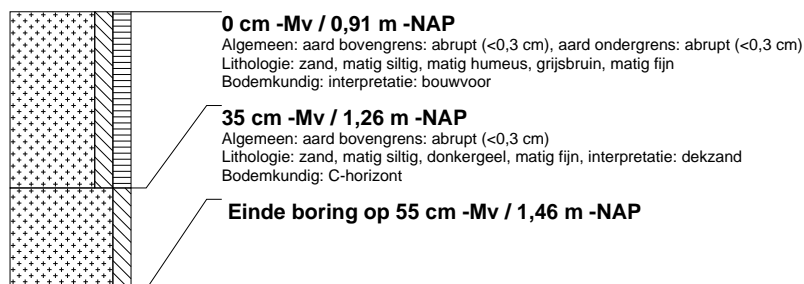 0 cm -Mv / 0,91 m -NAP
Algemeen: aard bovengrens: abrupt (<0,3 cm), aard ondergrens: abrupt (<0,3 cm)
Lithologie: zand, matig siltig, matig humeus, grijsbruin, matig fijn
Bodemkundig: interpretatie: bouwvoor
35 cm -Mv / 1,26 m -NAP
Algemeen: aard bovengrens: abrupt (<0,3 cm)
Lithologie: zand, matig siltig, donkergeel, matig fijn, interpretatie: dekzand
Bodemkundig: C-horizont
Einde boring op 55 cm -Mv / 1,46 m -NAP